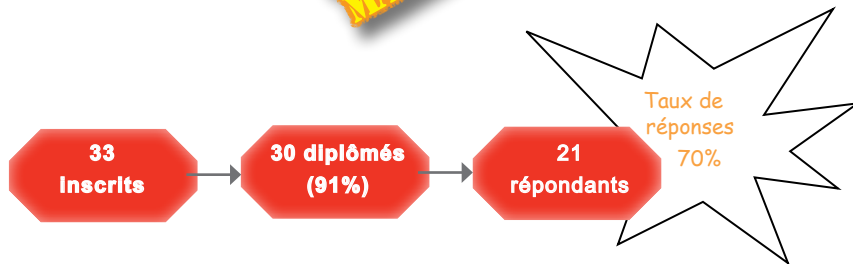 33
inscrits
30 diplômés
(91%)
21
répondants
Taux de
réponses
70%